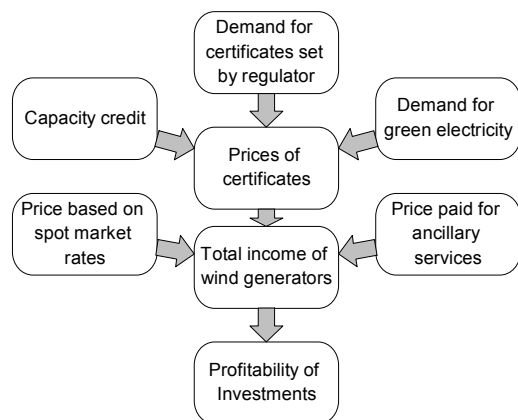 Demand for
certificates set
by regulator
Capacity credit
Demand for
green electricity
Prices of
certificates
Price based on
spot market
rates
Price paid for
ancillary
services
Total income of
wind generators
Profitability of
Investments